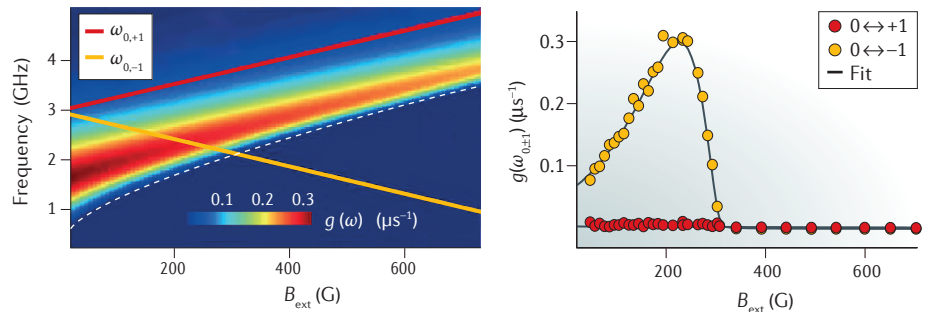 ω0,+1
ω0,−1
Frequency (GHz)
4
3
2
1
0.1 0.2 0.3
g (ω) (µs⁻¹)
200 400 600
Bext (G)
0↔+1
0↔−1
Fit
g(ω0,±1) (µs⁻¹)
0.3
0.2
0.1
200 400 600
Bext (G)